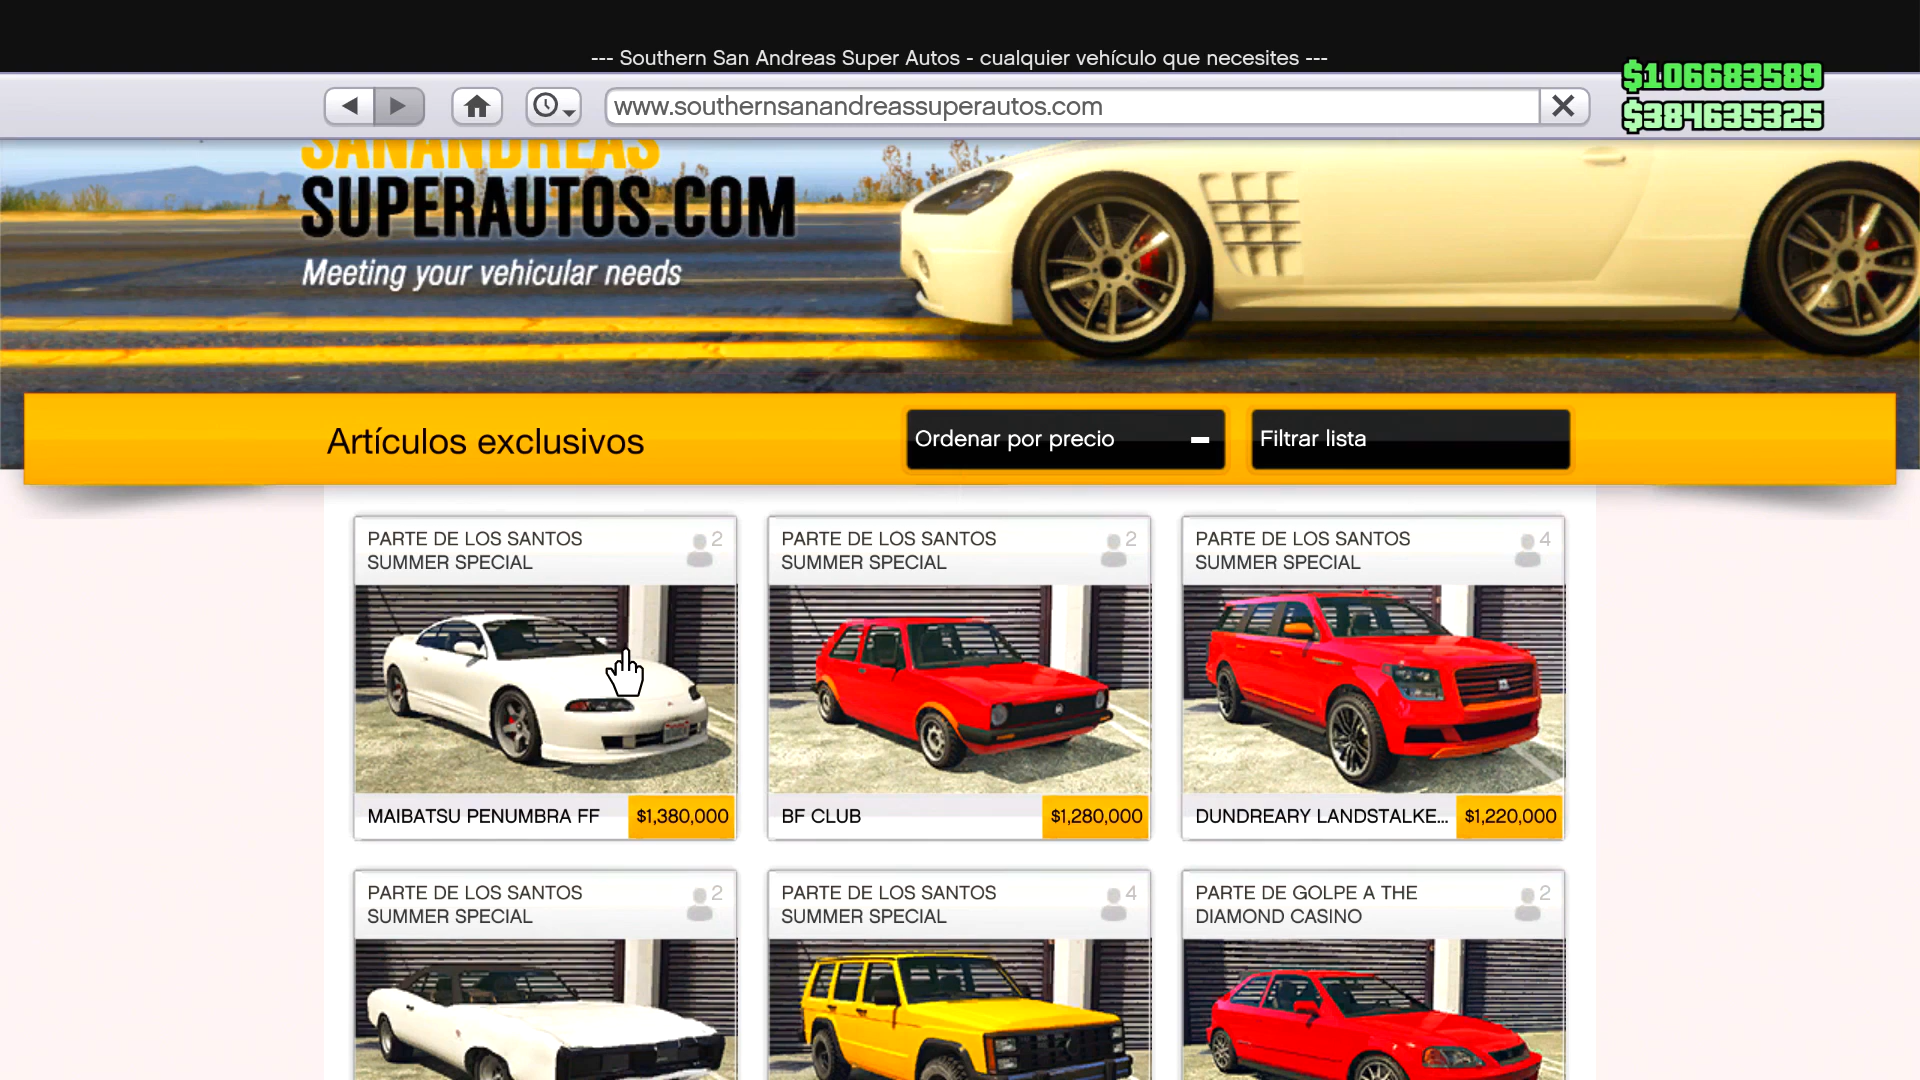 --- Southern San Andreas Super Autos - cualquier vehículo que necesites ---
$106683589
www.southernsanandreassuperautos.com
$384635325
SANANDREAS
SUPERAUTOS.COM
Meeting your vehicular needs
Artículos exclusivos
Ordenar por precio
Filtrar lista
PARTE DE LOS SANTOS
SUMMER SPECIAL
2
MAIBATSU PENUMBRA FF
$1,380,000
PARTE DE LOS SANTOS
SUMMER SPECIAL
2
BF CLUB
$1,280,000
PARTE DE LOS SANTOS
SUMMER SPECIAL
4
DUNDREARY LANDSTALKE...
$1,220,000
PARTE DE LOS SANTOS
SUMMER SPECIAL
2
PARTE DE LOS SANTOS
SUMMER SPECIAL
4
PARTE DE GOLPE A THE
DIAMOND CASINO
2